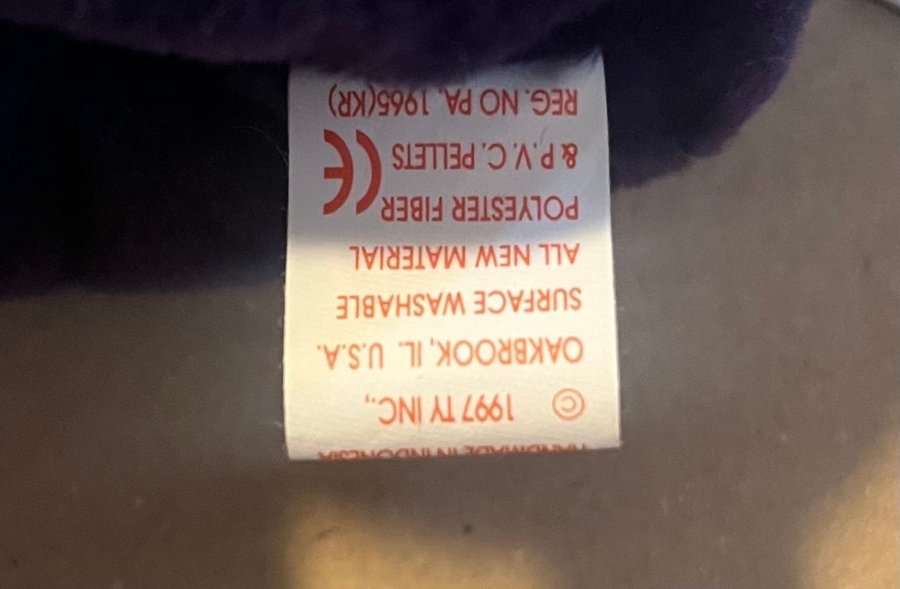 HANDMADE IN INDONESIA
© 1997 TY INC.,
OAKBROOK, IL. U.S.A.
SURFACE WASHABLE
ALL NEW MATERIAL
POLYESTER FIBER
& P.V.C. PELLETS CE
REG. NO PA. 1965(KR)